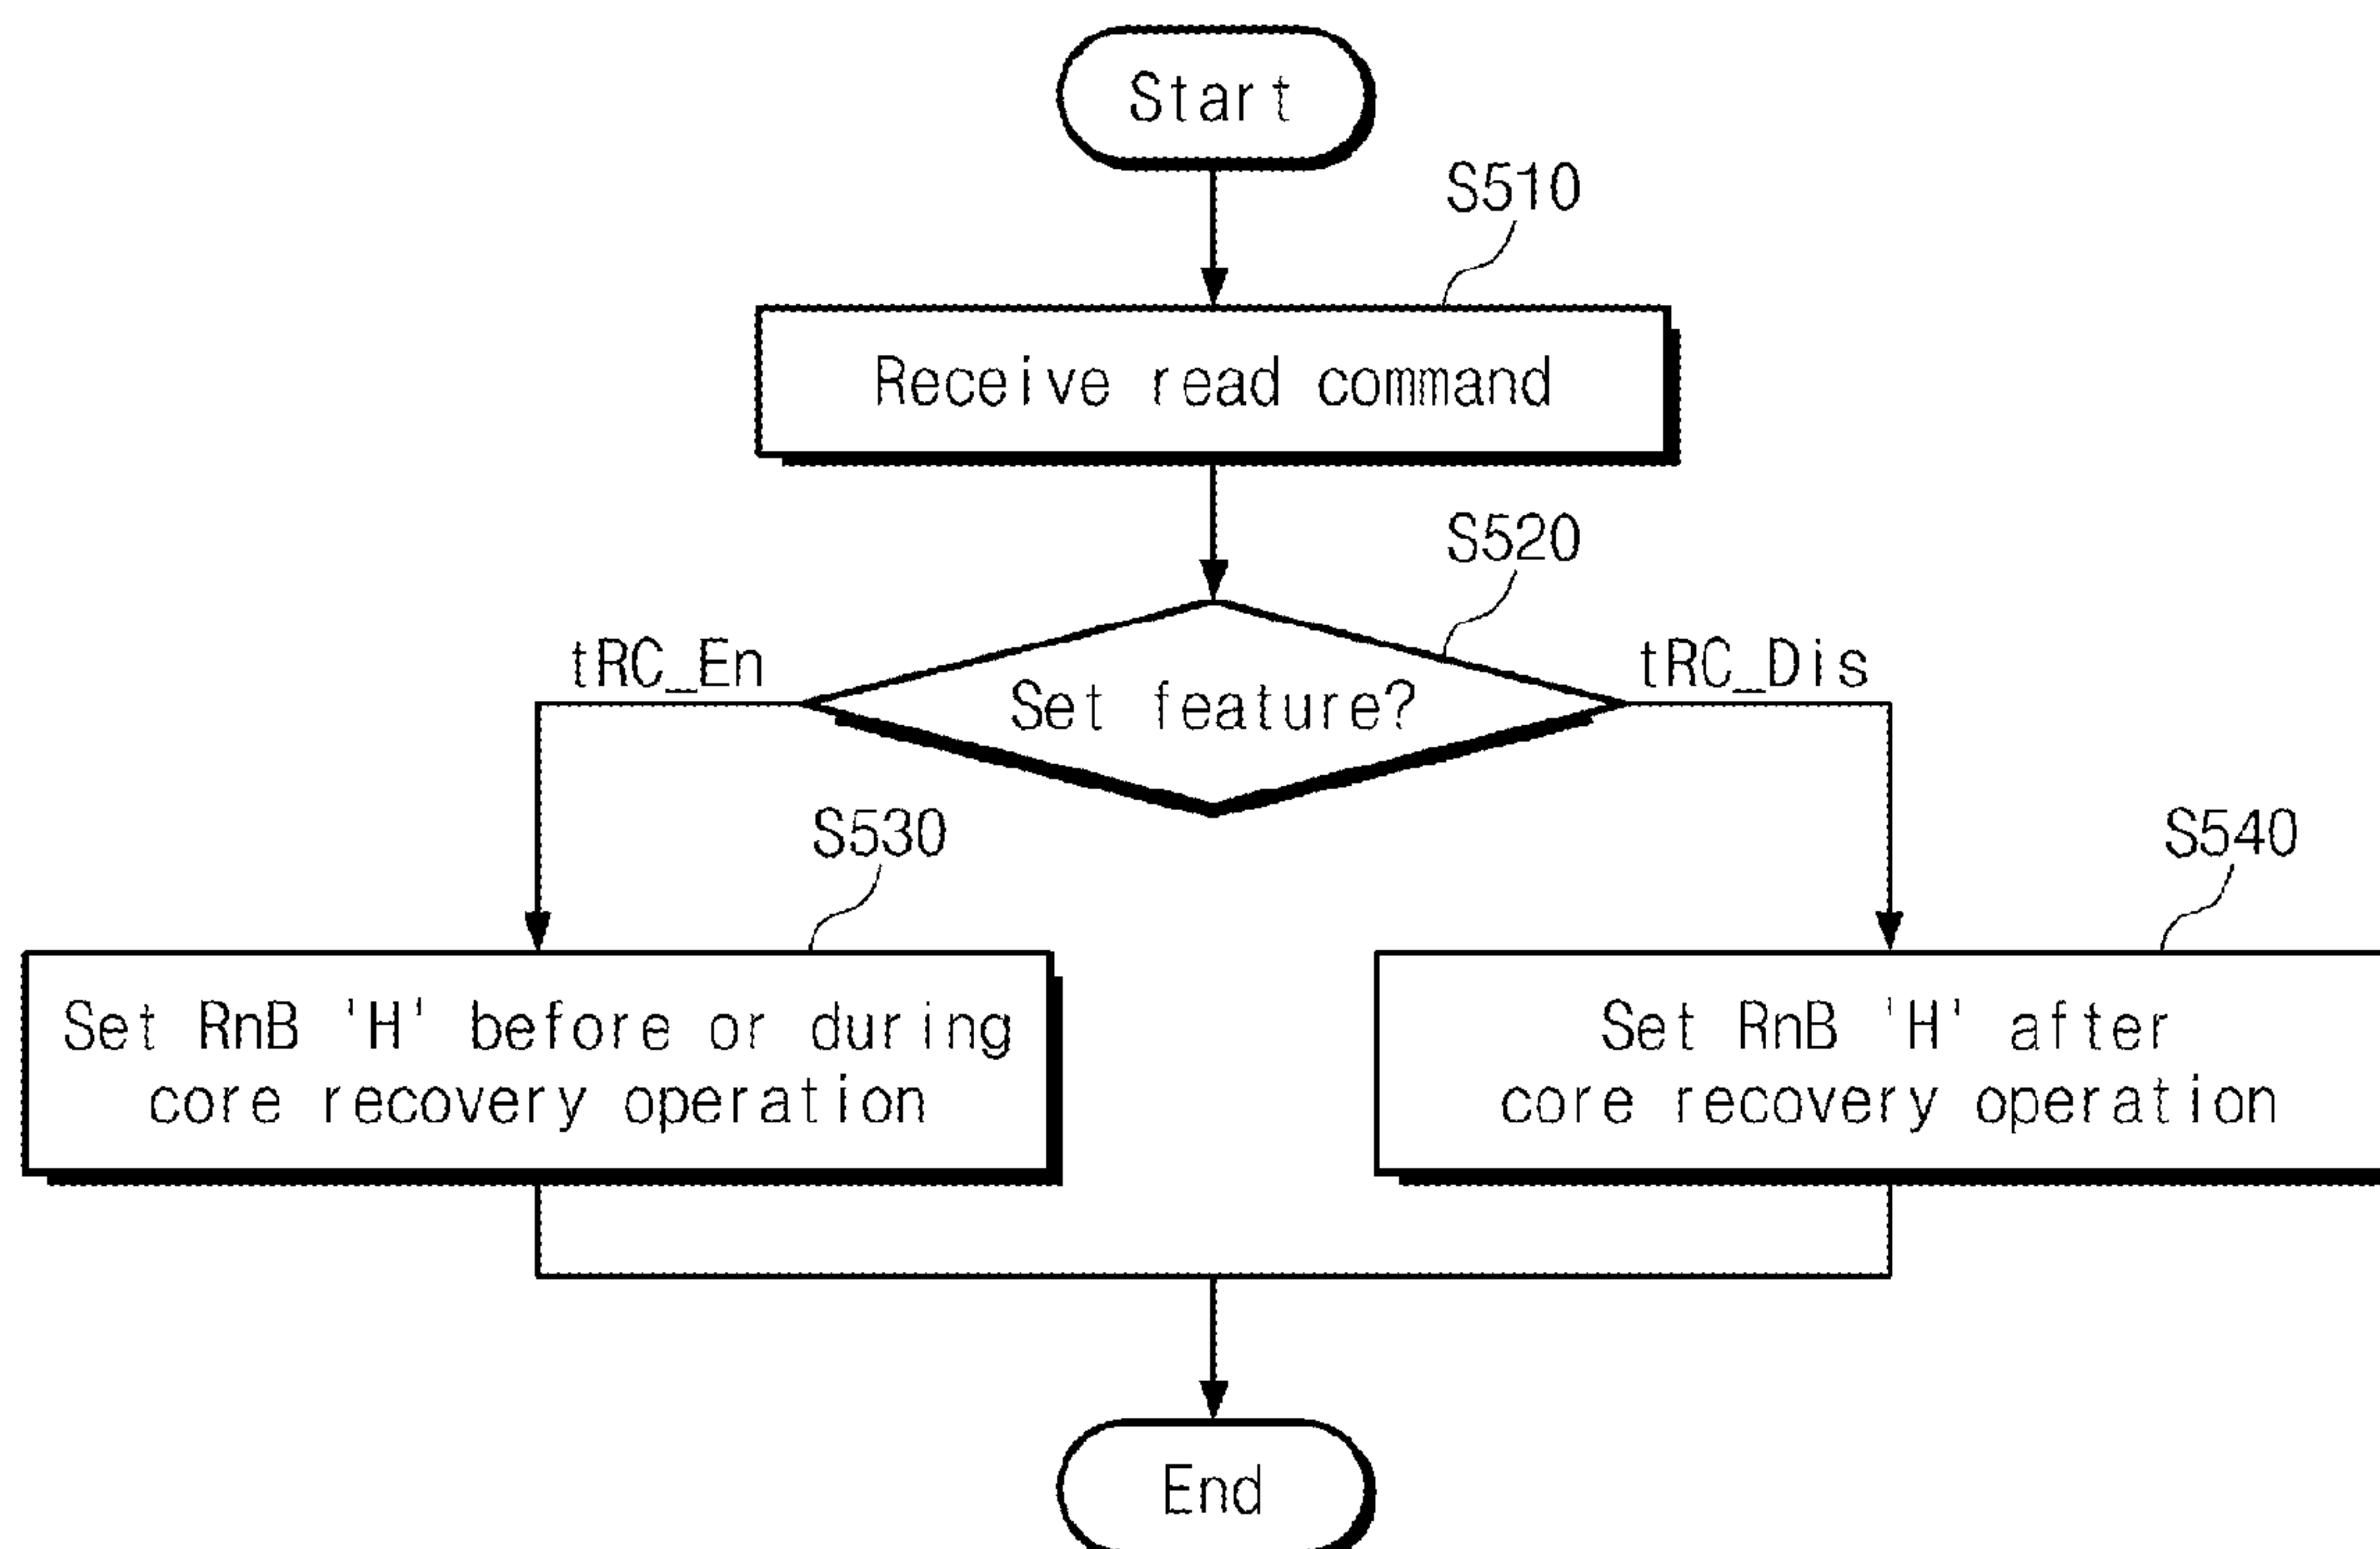 Start
S510
Receive read command
S520
tRC_En
Set feature?
tRC_Dis
S530
S540
Set RnB 'H' before or during
core recovery operation
Set RnB 'H' after
core recovery operation
End